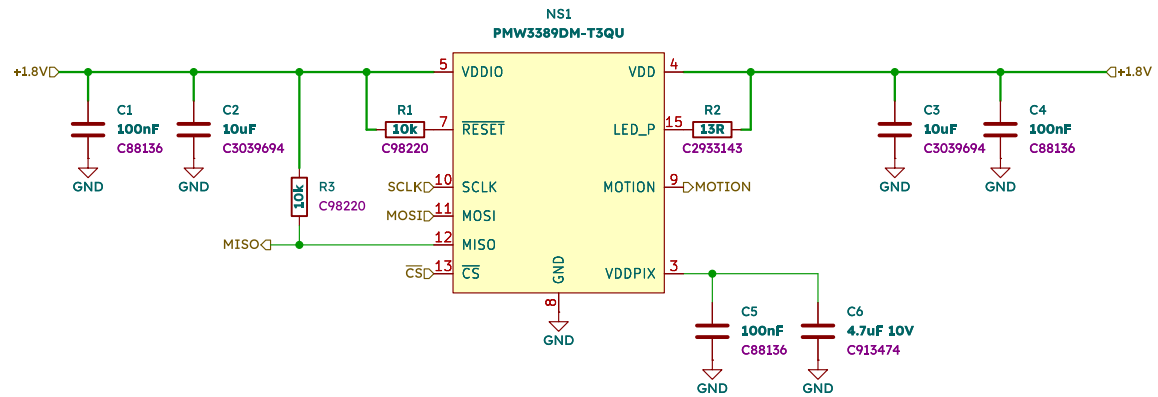 NS1
PMW3389DM-T3QU
+1.8V
5
VDDIO
VDD
4
+1.8V
C1
100nF
C88136
GND
C2
10uF
C3039694
GND
R1
10k
C98220
7
RESET
LED_P
15
R2
13R
C2933143
C3
10uF
C3039694
GND
C4
100nF
C88136
GND
R3
10k
C98220
SCLK
10
SCLK
MOTION
9
MOTION
MOSI
11
MOSI
MISO
12
MISO
CS
13
CS
GND
8
GND
VDDPIX
3
C5
100nF
C88136
GND
C6
4.7uF 10V
C913474
GND